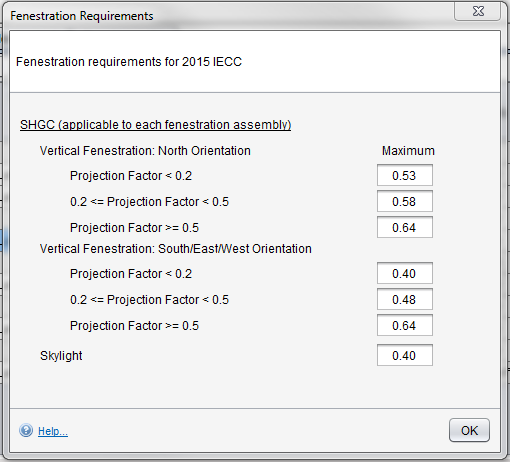 Fenestration Requirements
Fenestration requirements for 2015 IECC
SHGC (applicable to each fenestration assembly)
Vertical Fenestration: North Orientation Maximum
Projection Factor < 0.2 0.53
0.2 <= Projection Factor < 0.5 0.58
Projection Factor >= 0.5 0.64
Vertical Fenestration: South/East/West Orientation
Projection Factor < 0.2 0.40
0.2 <= Projection Factor < 0.5 0.48
Projection Factor >= 0.5 0.64
Skylight 0.40
Help... OK